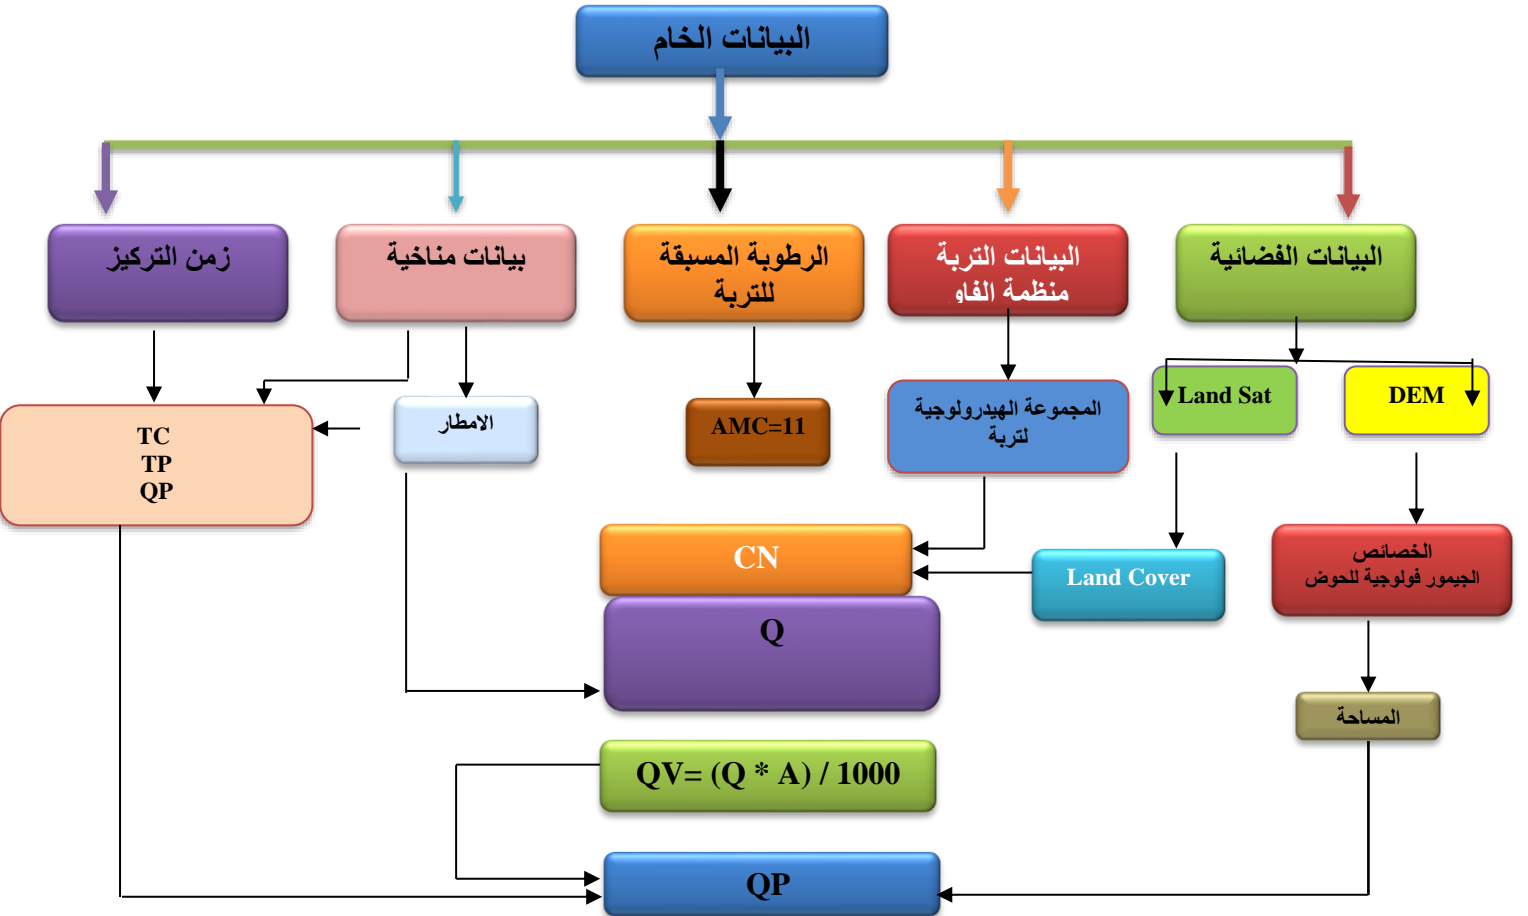 البيانات الخام
البيانات الفضائية
البيانات التربة
منظمة الفاو
الرطوبة المسبقة
للتربة
بيانات مناخية
زمن التركيز
DEM
Land Sat
المجموعة الهيدرولوجية
لتربة
AMC=11
الامطار
TC
TP
QP
الخصائص
الجيمور فولوجية للحوض
Land Cover
CN
Q
المساحة
QV= (Q * A) / 1000
QP